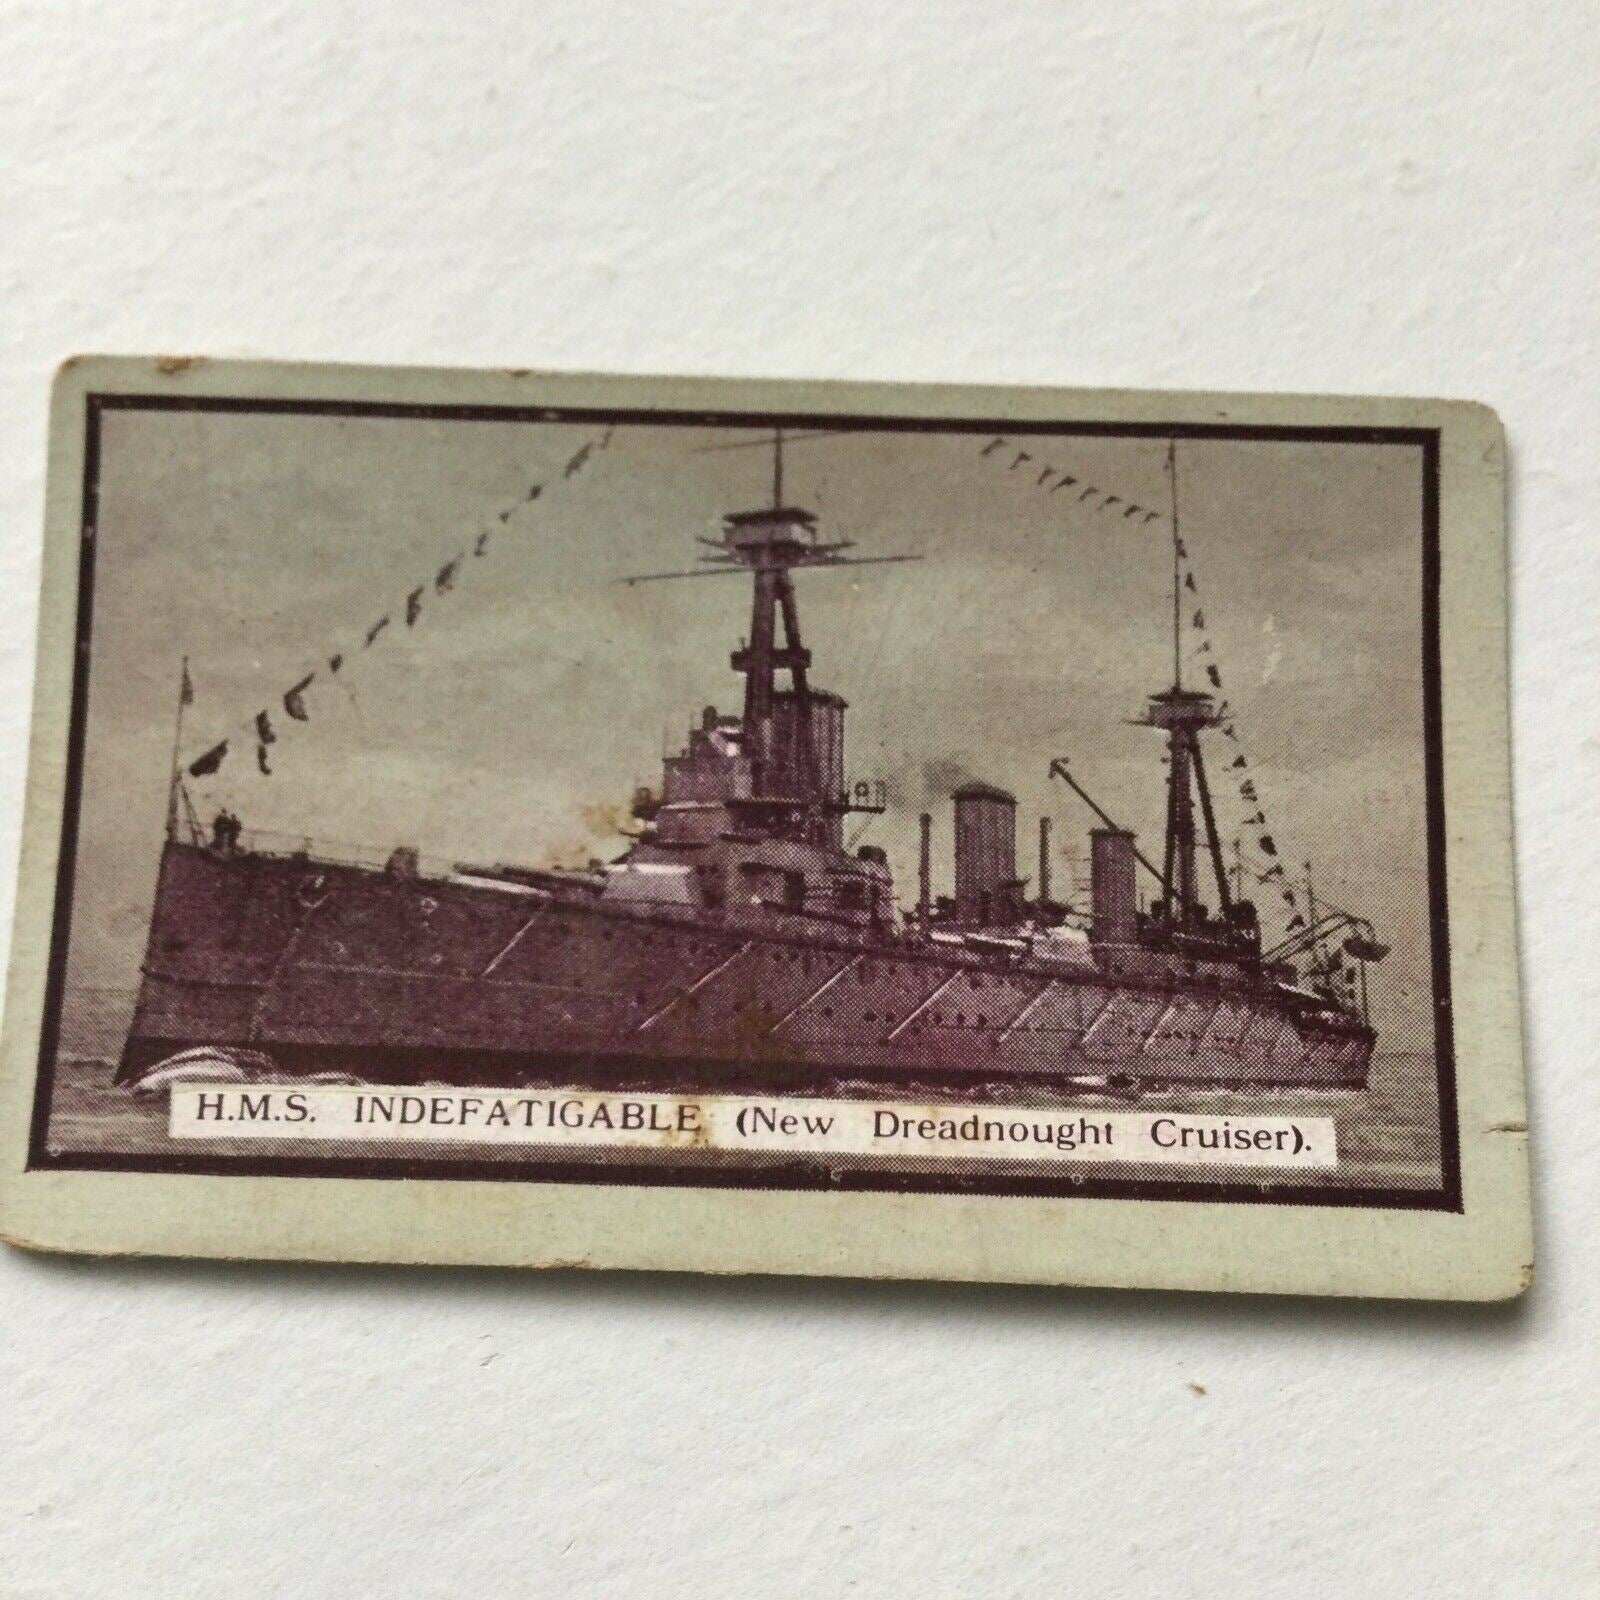 H.M.S. INDEFATIGABLE (New Dreadnought Cruiser).